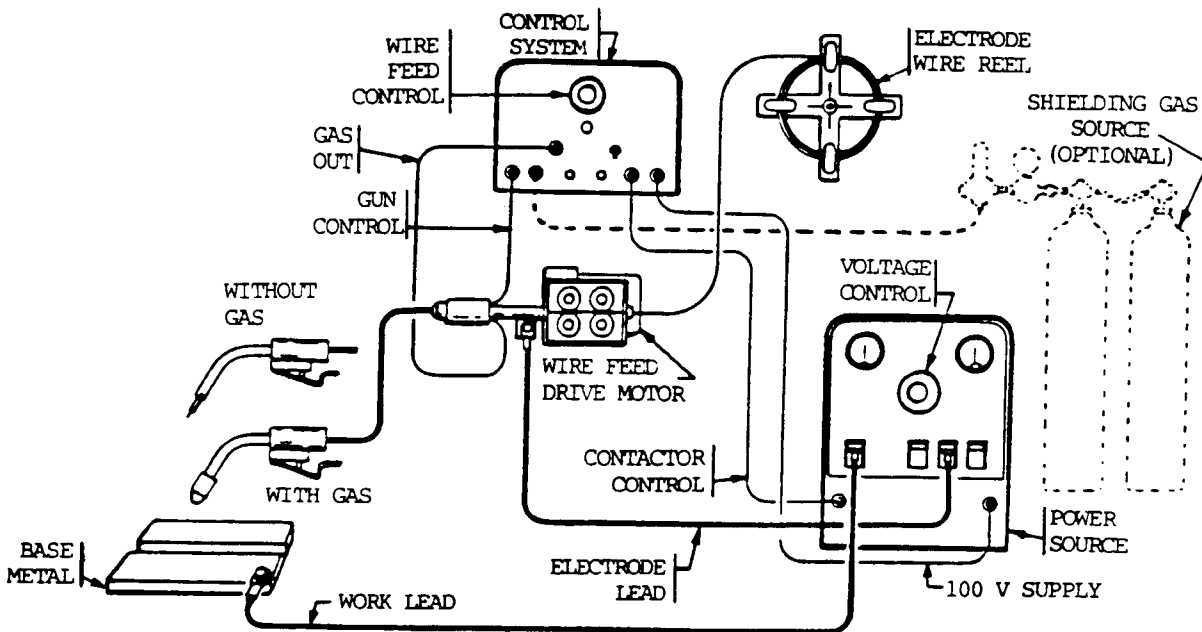 CONTROL
SYSTEM
WIRE
FEED
CONTROL
ELECTRODE
WIRE REEL
SHIELDING GAS
SOURCE
(OPTIONAL)
GAS
OUT
GUN
CONTROL
VOLTAGE
CONTROL
WITHOUT
GAS
WIRE FEED
DRIVE MOTOR
CONTACTOR
CONTROL
WITH GAS
POWER
SOURCE
BASE
METAL
ELECTRODE
LEAD
100 V SUPPLY
WORK LEAD